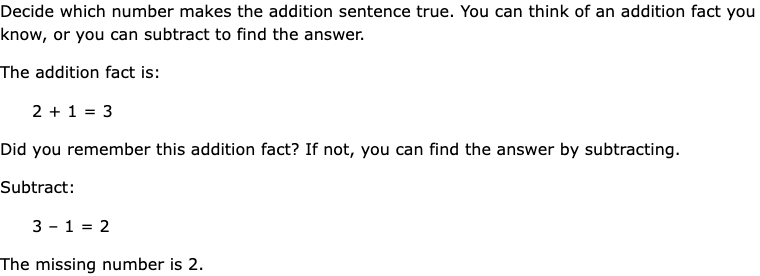 Decide which number makes the addition sentence true. You can think of an addition fact you
know, or you can subtract to find the answer.
The addition fact is:
2 + 1 = 3
Did you remember this addition fact? If not, you can find the answer by subtracting.
Subtract:
3 – 1 = 2
The missing number is 2.